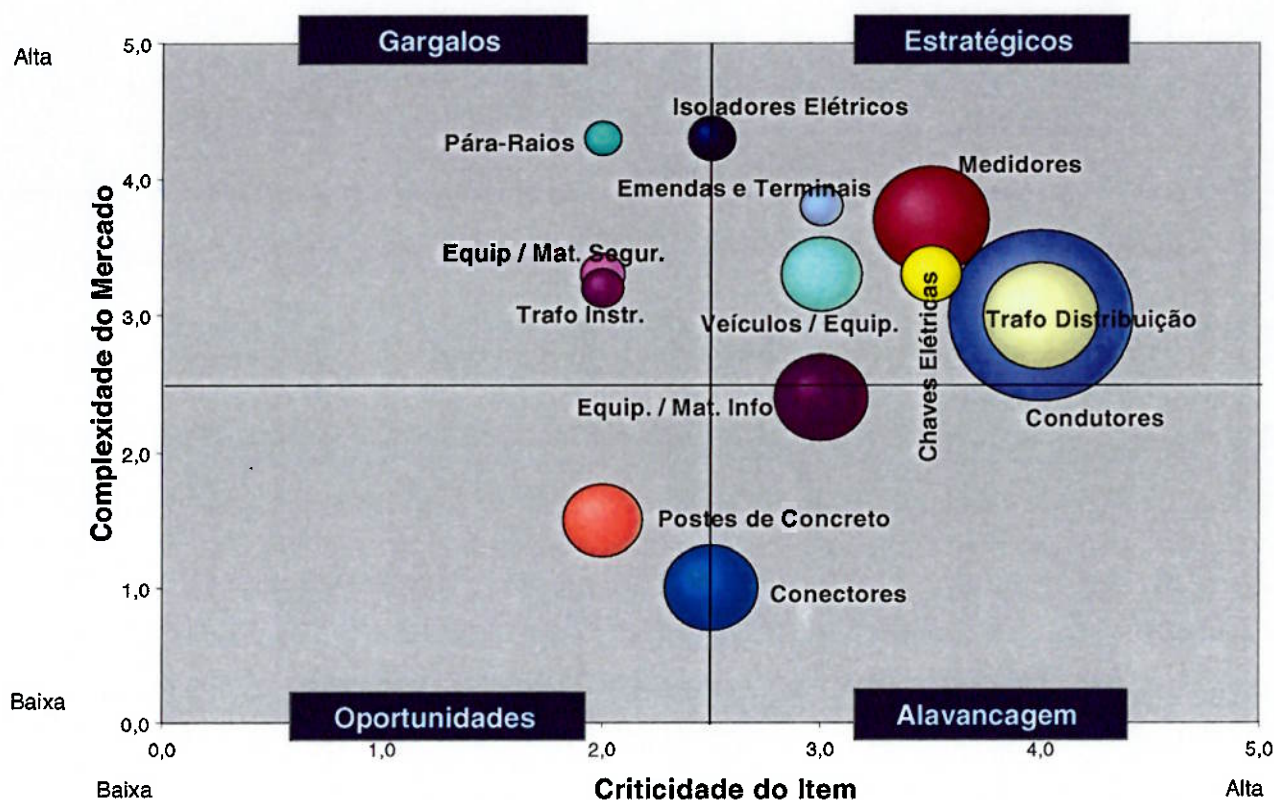 Gargalos
Estratégicos
Alta
5,0
Isoladores Elétricos
Pára-Raios
Medidores
4,0
Emendas e Terminais
Equip / Mat. Segur.
Trafo Instr.
3,0
Veículos / Equip.
Trafo Distribuição
Chaves Elétricas
Complexidade do Mercado
Equip. / Mat. Info
Condutores
2,0
Postes de Concreto
1,0
Conectores
Baixa
0,0
Oportunidades
Alavancagem
0,0
1,0
2,0
3,0
4,0
5,0
Baixa
Criticidade do Item
Alta